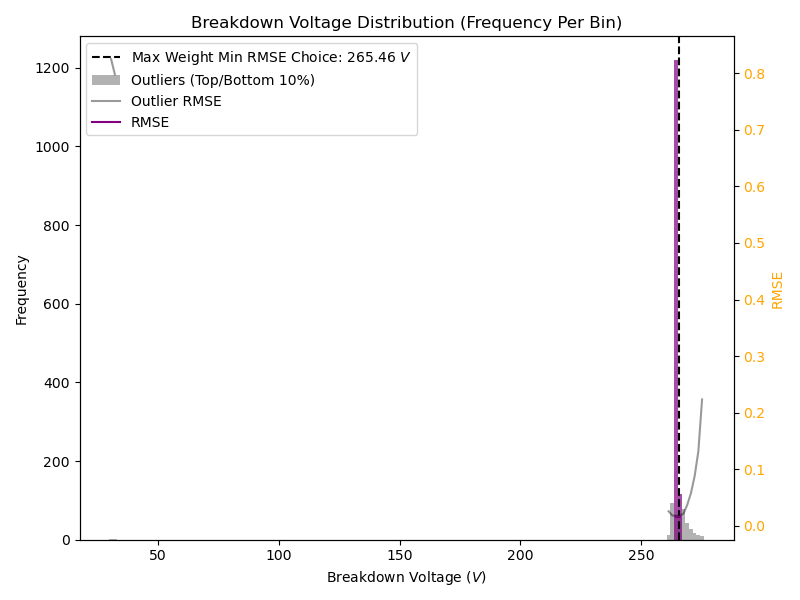 Breakdown Voltage Distribution (Frequency Per Bin)
Max Weight Min RMSE Choice: 265.46 V
Outliers (Top/Bottom 10%)
Outlier RMSE
RMSE
Frequency
0
200
400
600
800
1000
1200
50
100
150
200
250
Breakdown Voltage (V)
0.0
0.1
0.2
0.3
0.4
0.5
0.6
0.7
0.8
RMSE